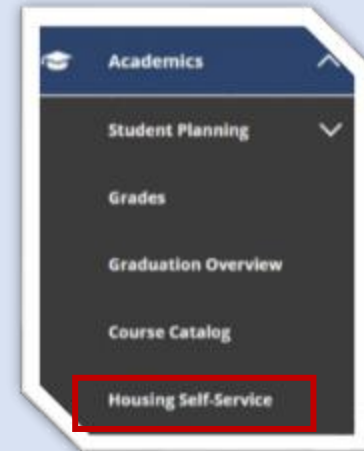 Academics
Student Planning
Grades
Graduation Overview
Course Catalog
Housing Self-Service